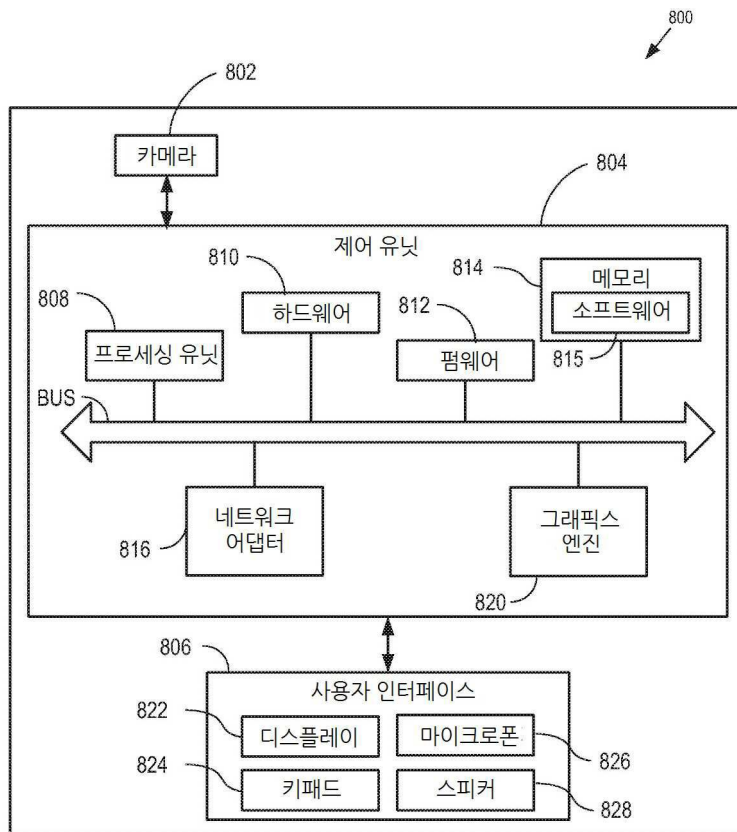 800
802
카메라
804
제어 유닛
810
814
메모리
하드웨어
808
812
소프트웨어
프로세싱 유닛
펌웨어
815
BUS
네트워크
어댑터
816
그래픽스
엔진
820
806
사용자 인터페이스
822
디스플레이
마이크로폰
826
824
키패드
스피커
828